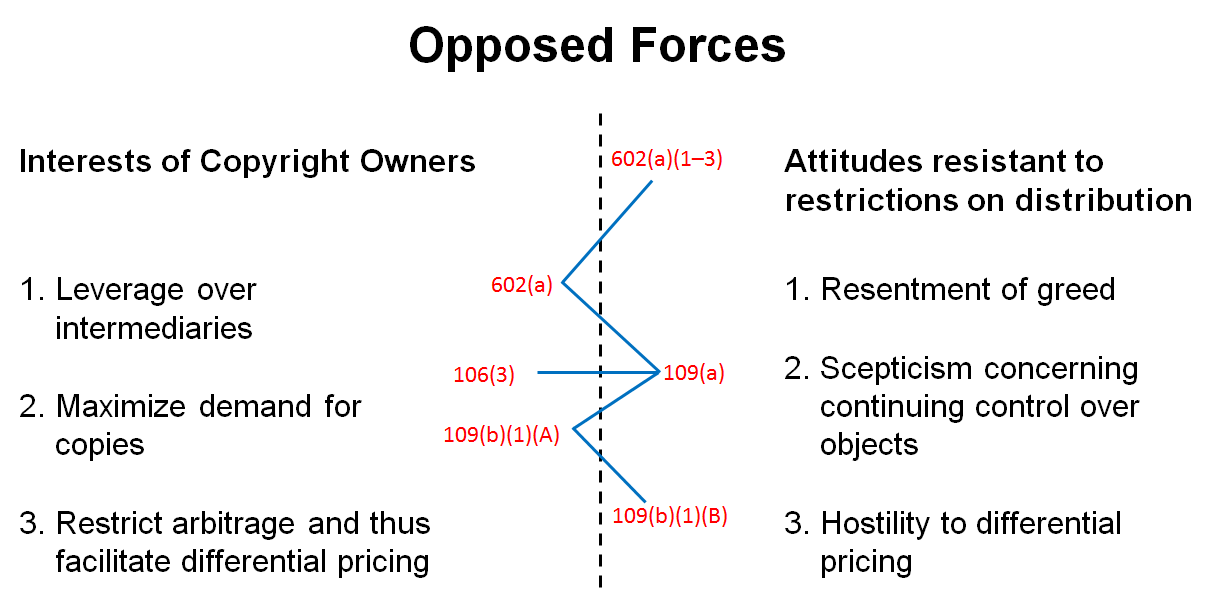 Opposed Forces
Interests of Copyright Owners
1. Leverage over
intermediaries
2. Maximize demand for
copies
3. Restrict arbitrage and thus
facilitate differential pricing
602(a)(1–3)
602(a)
106(3)
109(a)
109(b)(1)(A)
109(b)(1)(B)
Attitudes resistant to
restrictions on distribution
1. Resentment of greed
2. Scepticism concerning
continuing control over
objects
3. Hostility to differential
pricing